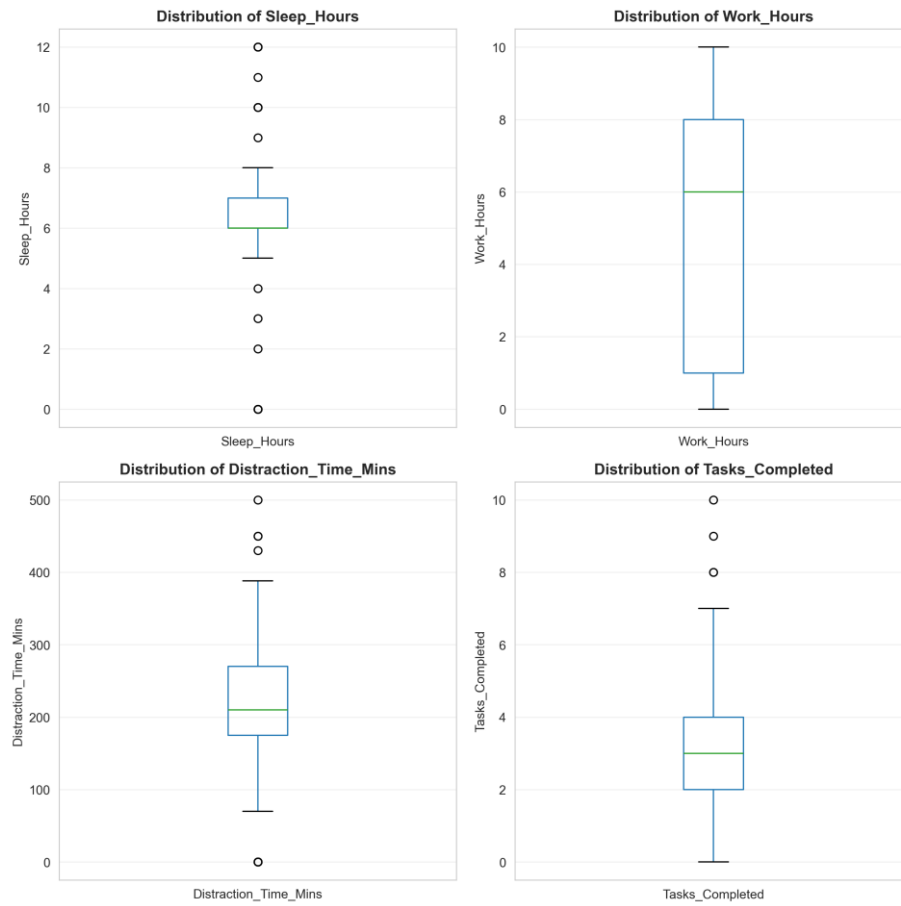 Distribution of Sleep_Hours
12
10
8
6
4
2
0
Sleep_Hours
Sleep_Hours
Distribution of Work_Hours
10
8
6
4
2
0
Work_Hours
Work_Hours
Distribution of Distraction_Time_Mins
500
400
300
200
100
0
Distraction_Time_Mins
Distraction_Time_Mins
Distribution of Tasks_Completed
10
8
6
4
2
0
Tasks_Completed
Tasks_Completed